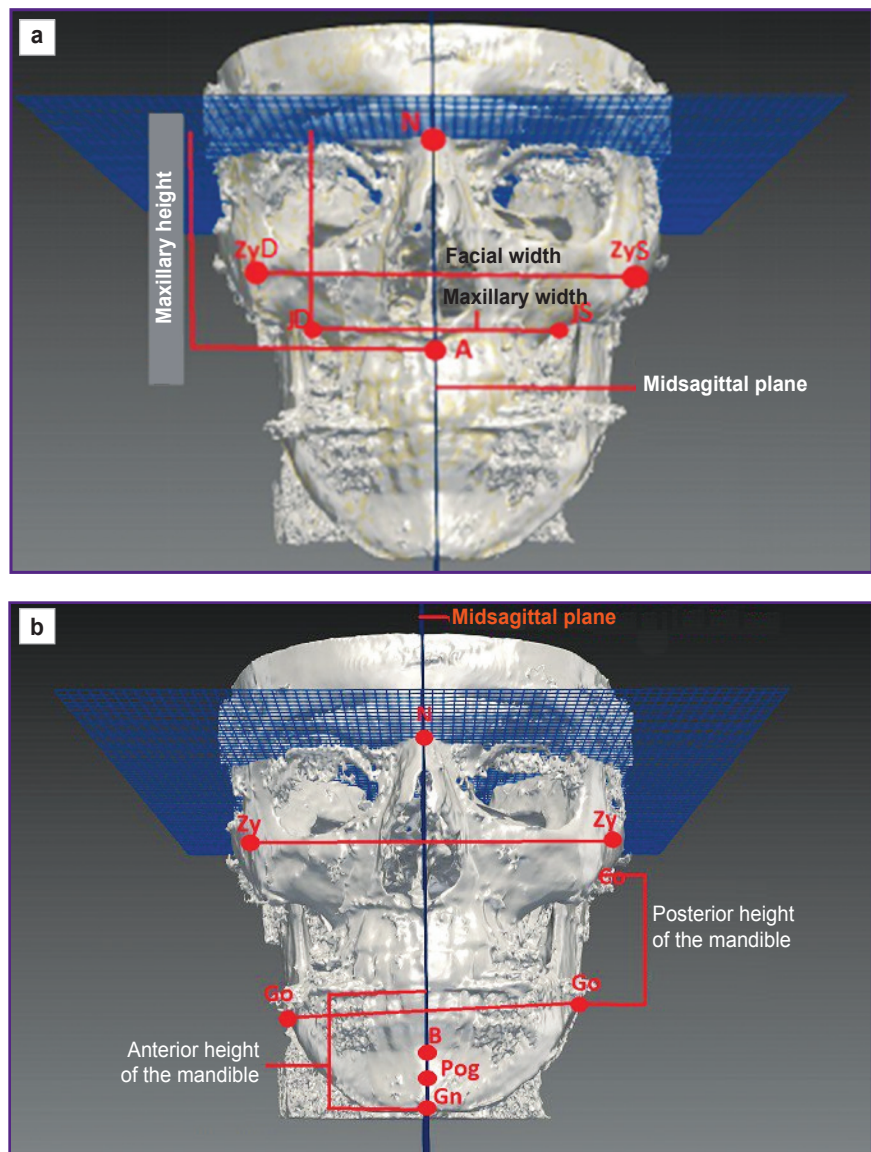 a
N
Maxillary height
ZyD
Facial width
ZyS
Maxillary width
JD
J
JS
A
Midsagittal plane
b
Midsagittal plane
N
Zy
Zy
Co
Posterior height
of the mandible
Go
Go
Anterior height
of the mandible
B
Pog
Gn